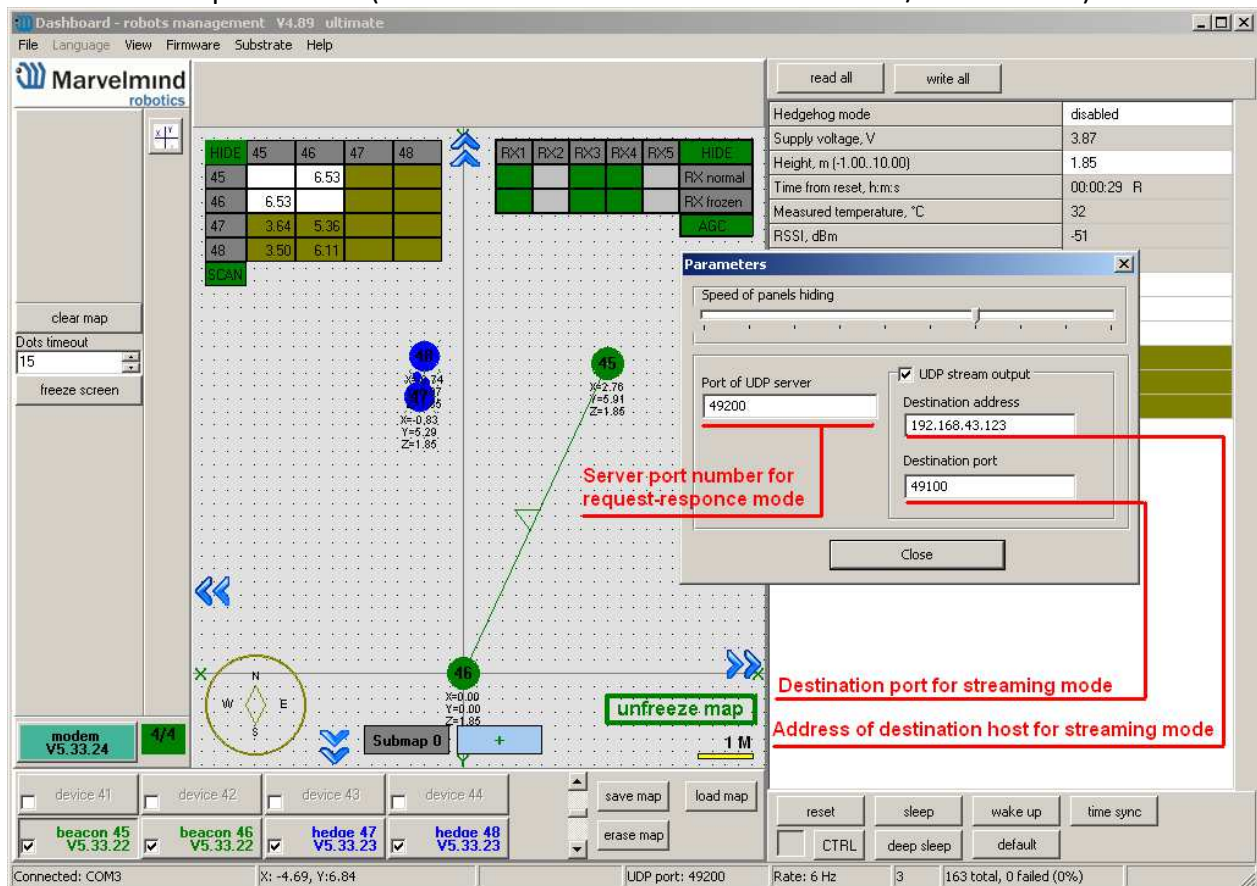 Dashboard - robots management V4.89 ultimate
File Language View Firmware Substrate Help
Marvelmind
robotics
read all write all
Hedgehog mode disabled
Supply voltage, V 3.87
Height, m (-1.00..10.00) 1.85
Time from reset, h:m:s 00:00:29 R
Measured temperature, °C 32
RSSI, dBm -51
HIDE 45 46 47 48
45 6.53
46 6.53
47 3.64 5.36
48 3.50 6.11
SCAN
RX1 RX2 RX3 RX4 RX5 HIDE
RX normal
RX frozen
AGC
clear map
Dots timeout
15
freeze screen
48
47
X=-0.83
Y=5.29
Z=1.85
45
X=2.76
Y=5.91
Z=1.85
Parameters
Speed of panels hiding
Port of UDP server
49200
UDP stream output
Destination address
192.168.43.123
Destination port
49100
Close
Server port number for
request-responce mode
Destination port for streaming mode
Address of destination host for streaming mode
46
X=0.00
Y=0.00
Z=1.85
N
W E
S
unfreeze map
Submap 0 +
1 M
modem
V5.33.24
4/4
device 41 device 42 device 43 device 44
beacon 45
V5.33.22
beacon 46
V5.33.22
hedge 47
V5.33.23
hedge 48
V5.33.23
save map load map
erase map
reset sleep wake up time sync
CTRL deep sleep default
Connected: COM3 X: -4.69, Y:6.84 UDP port: 49200 Rate: 6 Hz 3 163 total, 0 failed (0%)